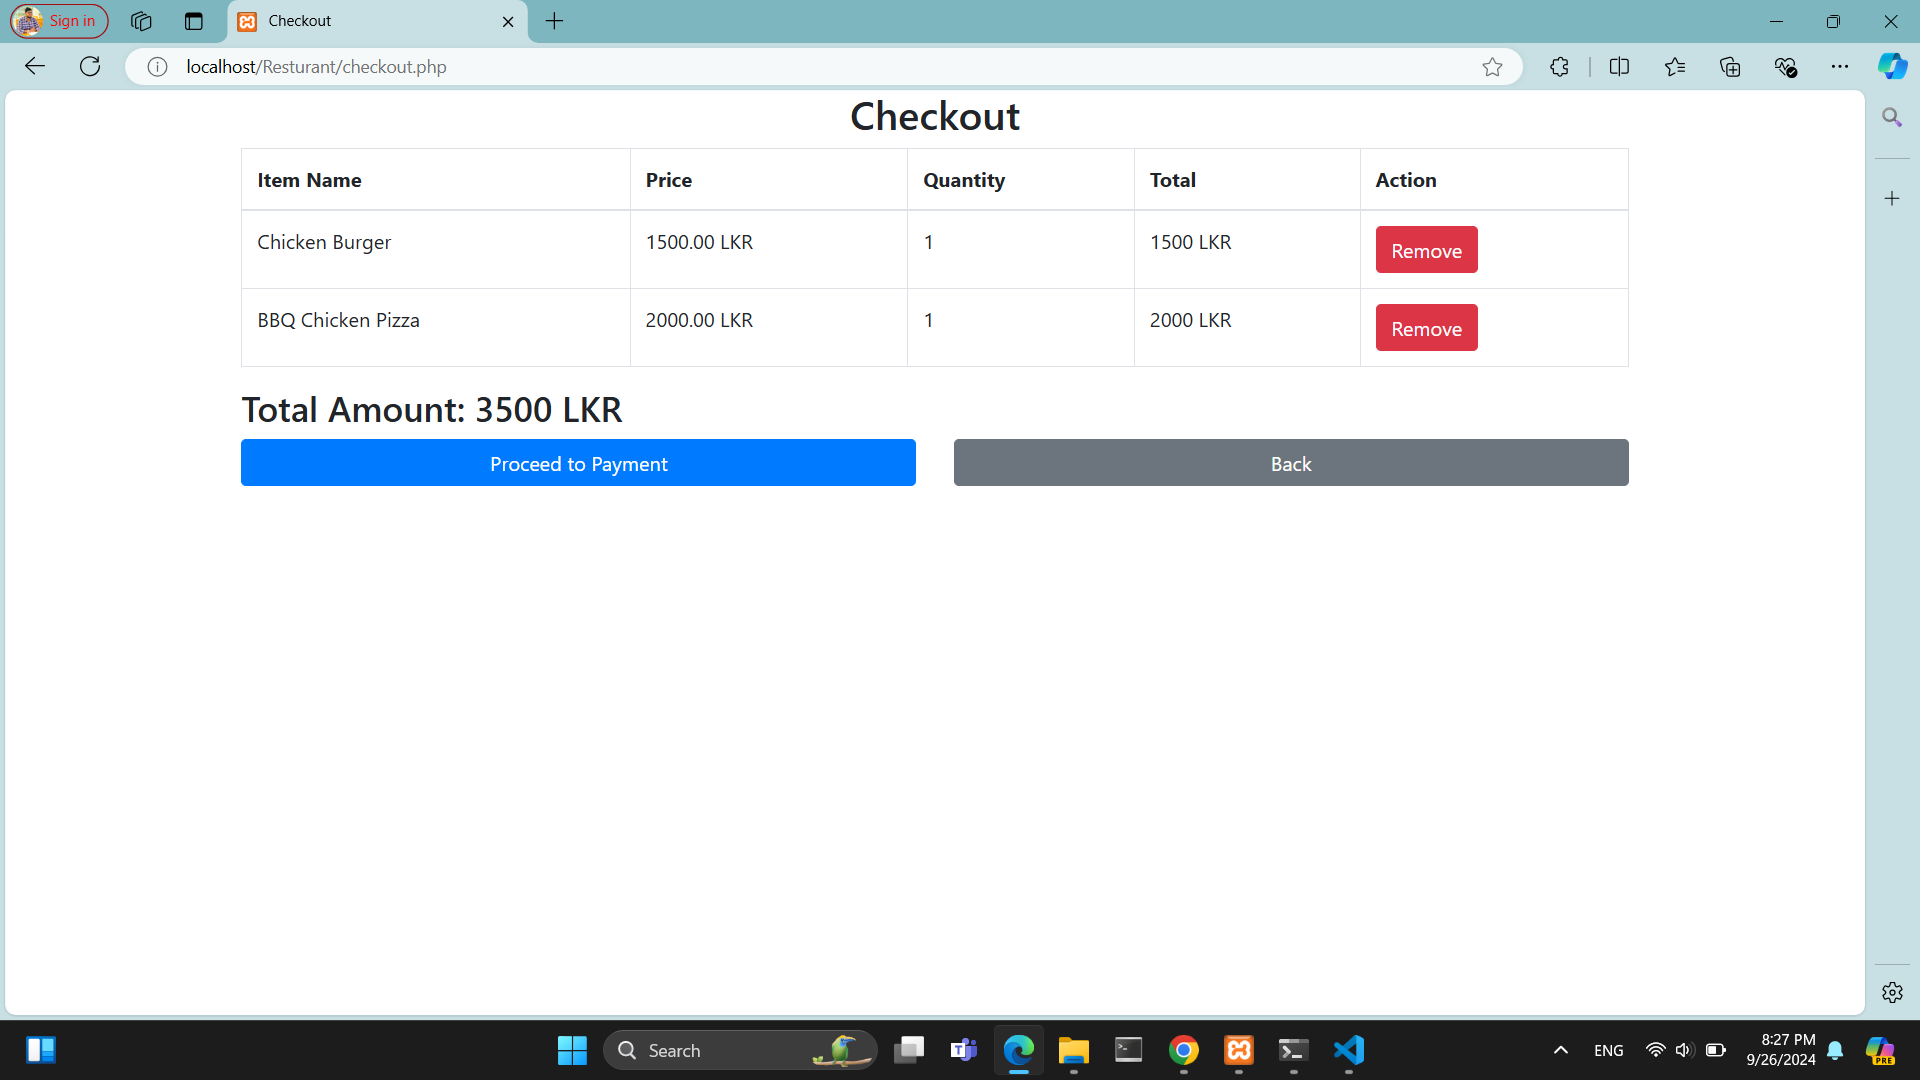 Sign in
Checkout
localhost/Resturant/checkout.php
Checkout
Item Name Price Quantity Total Action
Chicken Burger 1500.00 LKR 1 1500 LKR Remove
BBQ Chicken Pizza 2000.00 LKR 1 2000 LKR Remove
Total Amount: 3500 LKR
Proceed to Payment Back
Search
ENG
8:27 PM
9/26/2024
PRE